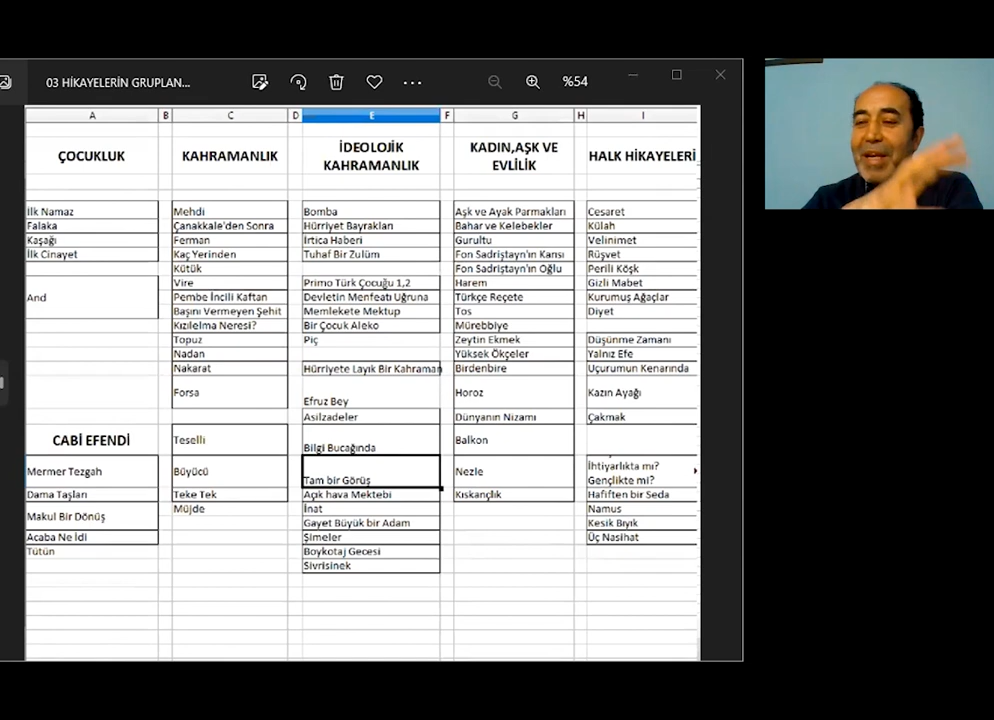 03 HİKAYELERİN GRUPLAN...
%54
A B C D E F G H I
ÇOCUKLUK
İlk Namaz
Falaka
Kaşağı
İlk Cinayet
And
CABİ EFENDİ
Mermer Tezgah
Dama Taşları
Makul Bir Dönüş
Acaba Ne İdi
Tütün
KAHRAMANLIK
Mehdi
Çanakkale'den Sonra
Ferman
Kaç Yerinden
Kütük
Vire
Pembe İncili Kaftan
Başını Vermeyen Şehit
Kızılelma Neresi?
Topuz
Nadan
Nakarat
Forsa
Teselli
Büyücü
Teke Tek
Müjde
İDEOLOJİK
KAHRAMANLIK
Bomba
Hürriyet Bayrakları
İrtica Haberi
Tuhaf Bir Zulüm
Primo Türk Çocuğu 1,2
Devletin Menfeatı Uğruna
Memlekete Mektup
Bir Çocuk Aleko
Piç
Hürriyete Layık Bir Kahraman
Efruz Bey
Asilzadeler
Bilgi Bucağında
Tam bir Görüş
Açık hava Mektebi
İnat
Gayet Büyük bir Adam
Şimeler
Boykotaj Gecesi
Sivrisinek
KADIN,AŞK VE
EVLİLİK
Aşk ve Ayak Parmakları
Bahar ve Kelebekler
Gurultu
Fon Sadriştayn'ın Karısı
Fon Sadriştayn'ın Oğlu
Harem
Türkçe Reçete
Tos
Mürebbiye
Zeytin Ekmek
Yüksek Ökçeler
Birdenbire
Horoz
Dünyanın Nizamı
Balkon
Nezle
Kıskançlık
HALK HİKAYELERİ
Cesaret
Külah
Velinimet
Rüşvet
Perili Köşk
Gizli Mabet
Kurumuş Ağaçlar
Diyet
Düşünme Zamanı
Yalnız Efe
Uçurumun Kenarında
Kazın Ayağı
Çakmak
İhtiyarlıkta mı?
Gençlikte mi?
Hafiften bir Seda
Namus
Kesik Bıyık
Üç Nasihat